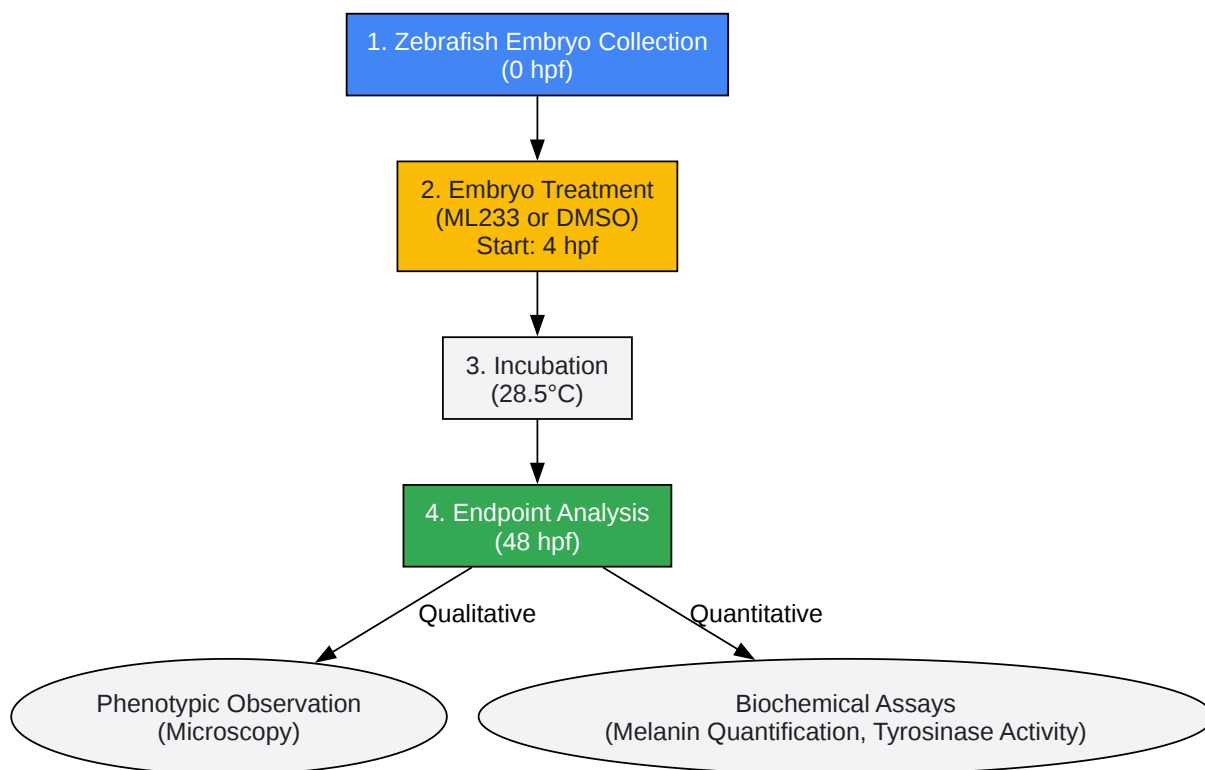 1. Zebrafish Embryo Collection
(0 hpf)
2. Embryo Treatment
(ML233 or DMSO)
Start: 4 hpf
3. Incubation
(28.5°C)
4. Endpoint Analysis
(48 hpf)
Qualitative
Quantitative
Phenotypic Observation
(Microscopy)
Biochemical Assays
(Melanin Quantification, Tyrosinase Activity)